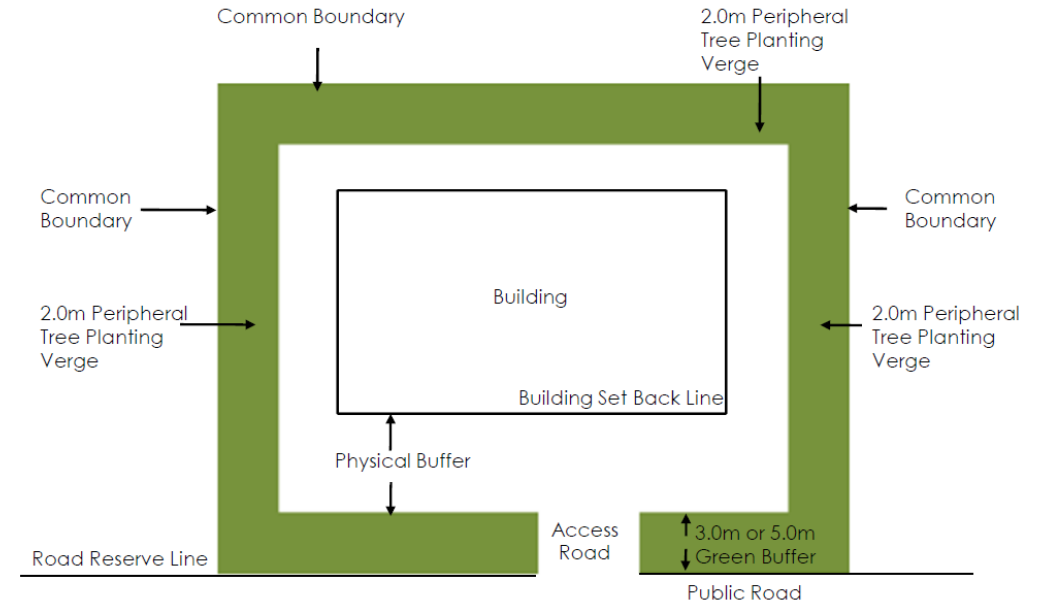 Common Boundary
2.0m Peripheral
Tree Planting
Verge
Common
Boundary
Common
Boundary
Building
2.0m Peripheral
Tree Planting
Verge
2.0m Peripheral
Tree Planting
Verge
Building Set Back Line
Physical Buffer
Access
Road
3.0m or 5.0m
Green Buffer
Road Reserve Line
Public Road